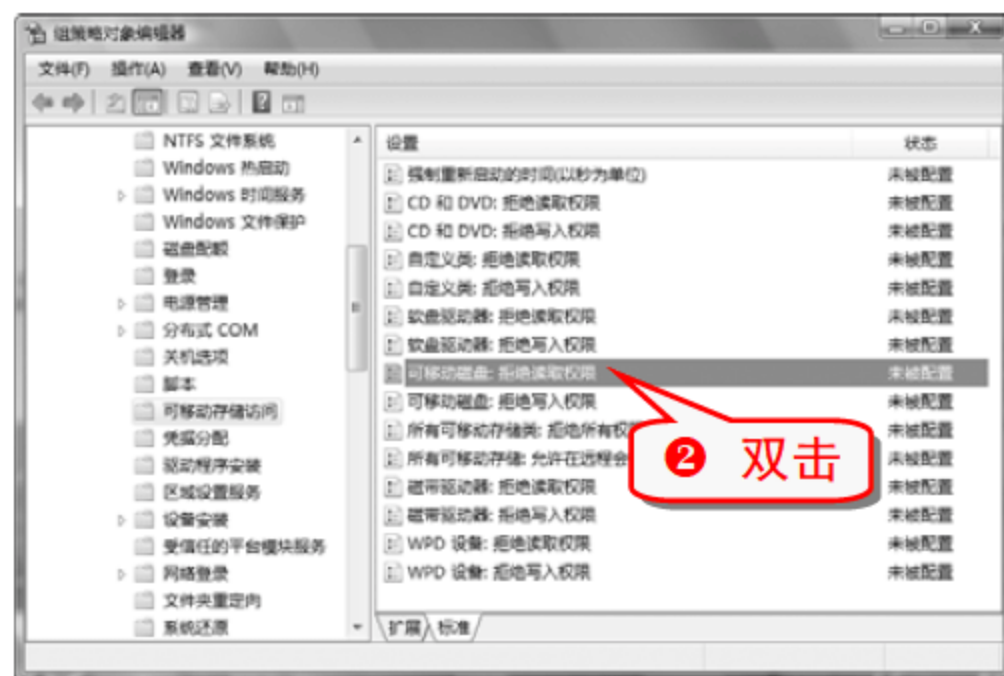 组策略对象编辑器
文件(F) 操作(A) 查看(V) 帮助(H)
NTFS 文件系统
Windows 热启动
Windows 时间服务
Windows 文件保护
磁盘配额
登录
电源管理
分布式 COM
关机选项
脚本
可移动存储访问
凭据分配
驱动程序安装
区域设置服务
设备安装
受信任的平台模块服务
网络登录
文件夹重定向
系统还原
设置 状态
强制重新启动的时间(以秒为单位) 未被配置
CD 和 DVD: 拒绝读取权限 未被配置
CD 和 DVD: 拒绝写入权限 未被配置
自定义类: 拒绝读取权限 未被配置
自定义类: 拒绝写入权限 未被配置
软盘驱动器: 拒绝读取权限 未被配置
软盘驱动器: 拒绝写入权限 未被配置
可移动磁盘: 拒绝读取权限 未被配置
可移动磁盘: 拒绝写入权限 未被配置
所有可移动存储类: 拒绝所有权 未被配置
所有可移动存储: 允许在远程会 未被配置
磁带驱动器: 拒绝读取权限 未被配置
磁带驱动器: 拒绝写入权限 未被配置
WPD 设备: 拒绝读取权限 未被配置
WPD 设备: 拒绝写入权限 未被配置
❷ 双击
扩展 标准